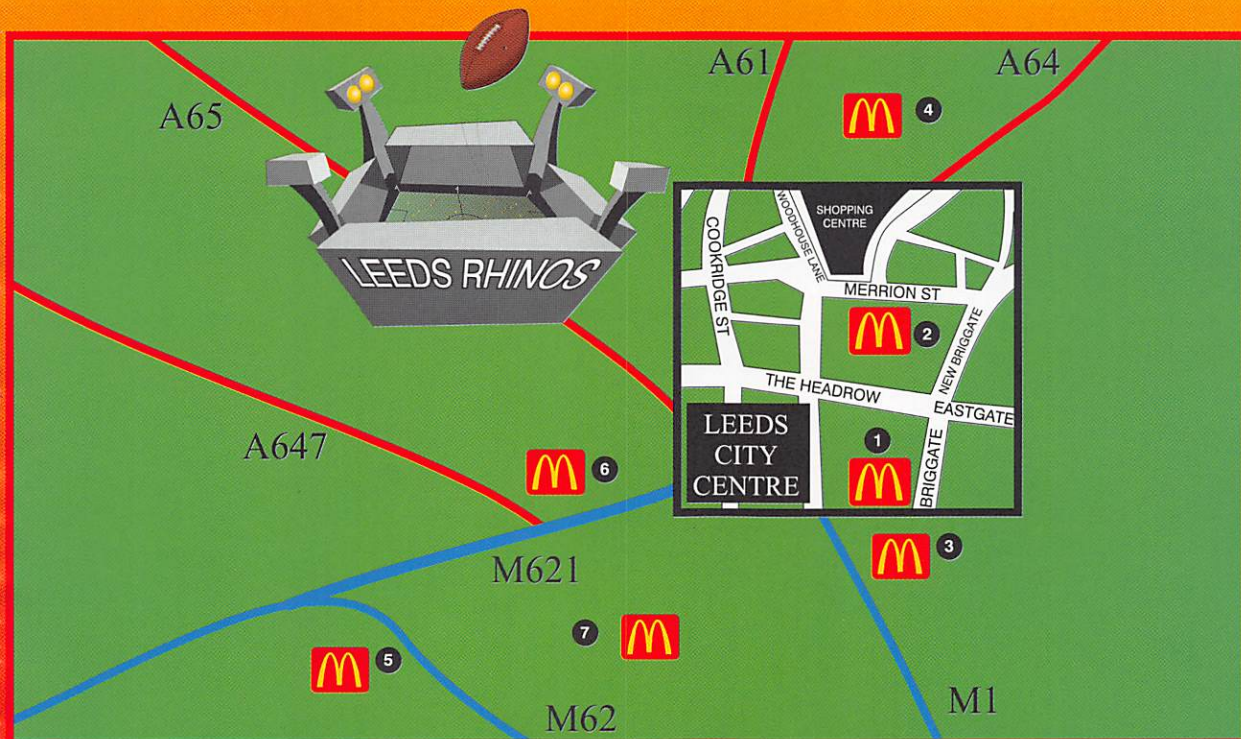 A65
A61
A64
4
LEEDS RHINOS
SHOPPING
CENTRE
WOODHOUSE LANE
COOKRIDGE ST
MERRION ST
2
NEW BRIGGATE
THE HEADROW
EASTGATE
LEEDS
CITY
CENTRE
1
BRIGGATE
A647
6
M621
3
7
5
M62
M1